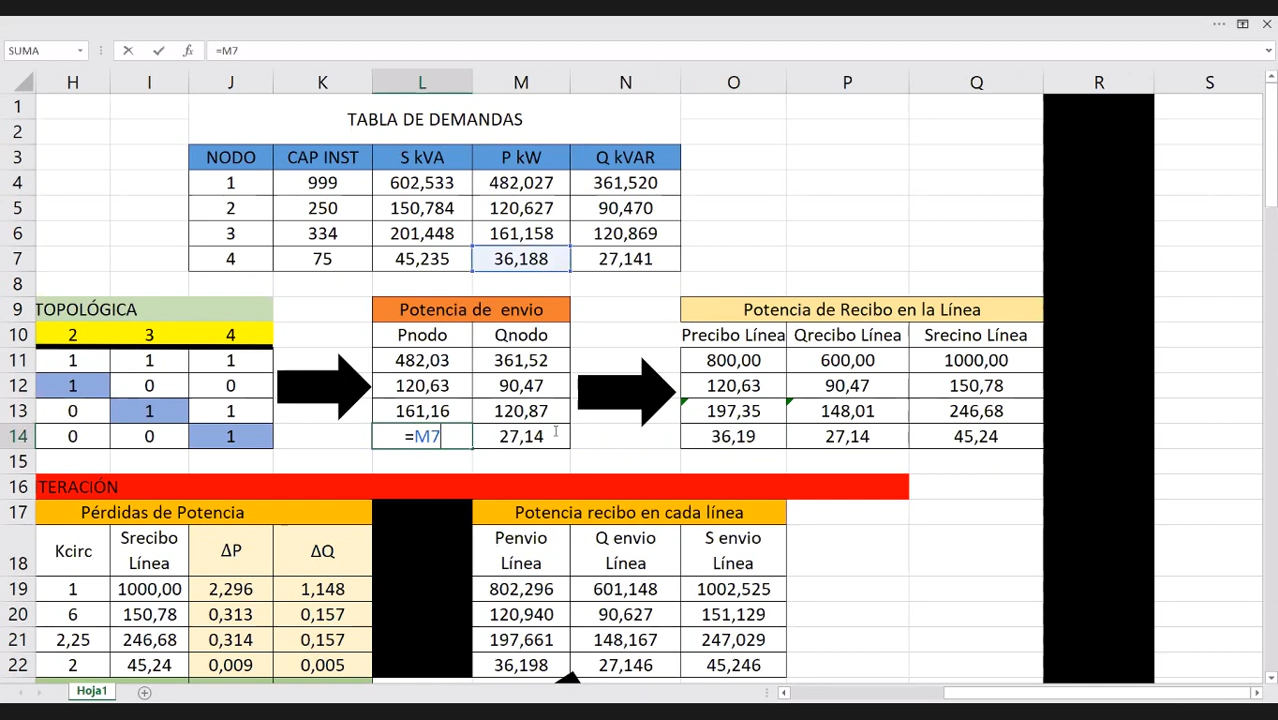 SUMA fx =M7
H I J K L M N O P Q R S
1 TABLA DE DEMANDAS
2
3 NODO CAP INST S kVA P kW Q kVAR
4 1 999 602,533 482,027 361,520
5 2 250 150,784 120,627 90,470
6 3 334 201,448 161,158 120,869
7 4 75 45,235 36,188 27,141
8
9 TOPOLÓGICA Potencia de envio Potencia de Recibo en la Línea
10 2 3 4 Pnodo Qnodo Precibo Línea Qrecibo Línea Srecino Línea
11 1 1 1 482,03 361,52 800,00 600,00 1000,00
12 1 0 0 120,63 90,47 120,63 90,47 150,78
13 0 1 1 161,16 120,87 197,35 148,01 246,68
14 0 0 1 =M7 27,14 36,19 27,14 45,24
15
16 TERACIÓN
17 Pérdidas de Potencia Potencia recibo en cada línea
18 Kcirc Srecibo Línea ΔP ΔQ Penvio Línea Q envio Línea S envio Línea
19 1 1000,00 2,296 1,148 802,296 601,148 1002,525
20 6 150,78 0,313 0,157 120,940 90,627 151,129
21 2,25 246,68 0,314 0,157 197,661 148,167 247,029
22 2 45,24 0,009 0,005 36,198 27,146 45,246
Hoja1